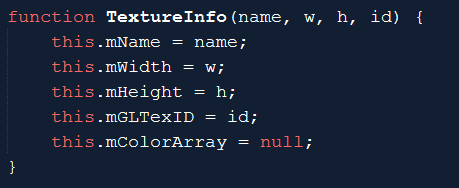 function TextureInfo(name, w, h, id) {
    this.mName = name;
    this.mWidth = w;
    this.mHeight = h;
    this.mGLTexID = id;
    this.mColorArray = null;
}